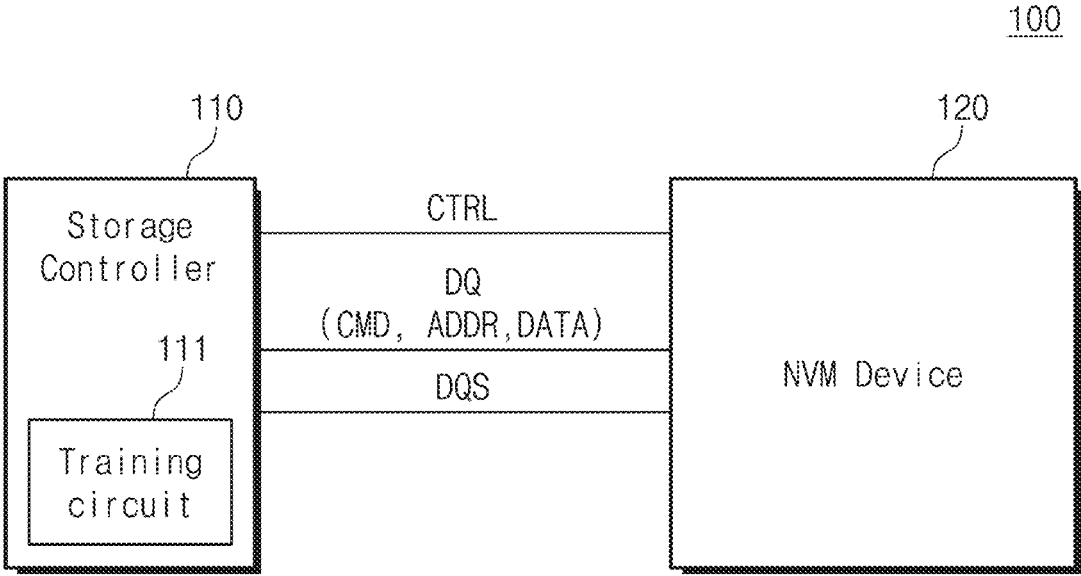 100
110
120
Storage
Controller
CTRL
DQ
(CMD, ADDR,DATA)
DQS
NVM Device
111
Training
circuit